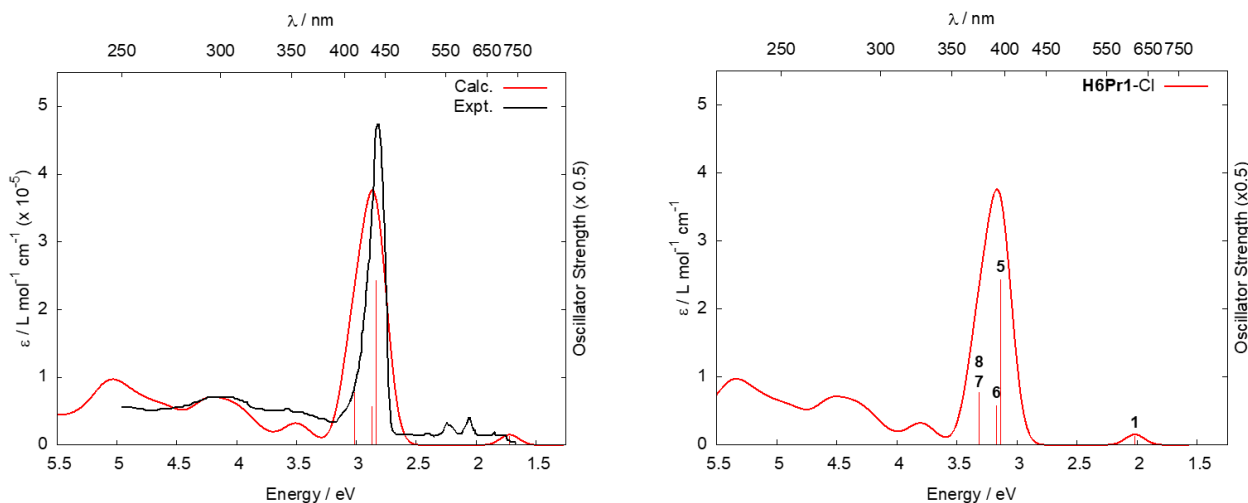 λ / nm
250 300 350 400 450 550 650 750
Calc.
Expt.
5
4
3
2
1
0
ε / L mol⁻¹ cm⁻¹ (x 10⁻⁵)
Oscillator Strength (x 0.5)
5.5 5 4.5 4 3.5 3 2.5 2 1.5
Energy / eV
λ / nm
250 300 350 400 450 550 650 750
H6Pr1-Cl
5
4
3
2
1
0
ε / L mol⁻¹ cm⁻¹
Oscillator Strength (x0.5)
5
8
7
6
1
5.5 5 4.5 4 3.5 3 2.5 2 1.5
Energy / eV